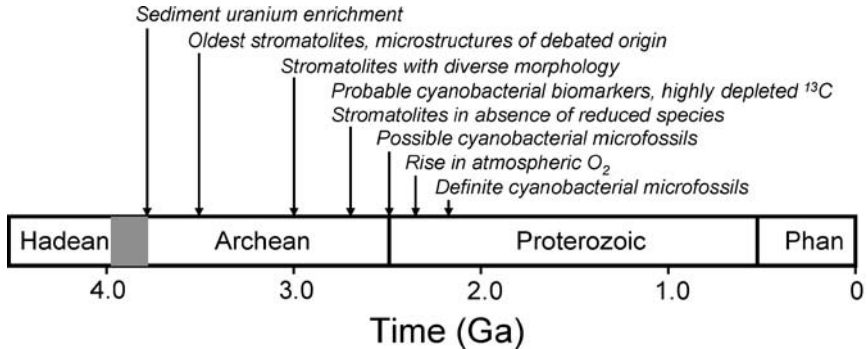 Sediment uranium enrichment
Oldest stromatolites, microstructures of debated origin
Stromatolites with diverse morphology
Probable cyanobacterial biomarkers, highly depleted ¹³C
Stromatolites in absence of reduced species
Possible cyanobacterial microfossils
Rise in atmospheric O₂
Definite cyanobacterial microfossils
Hadean Archean Proterozoic Phan
4.0 3.0 2.0 1.0 0
Time (Ga)